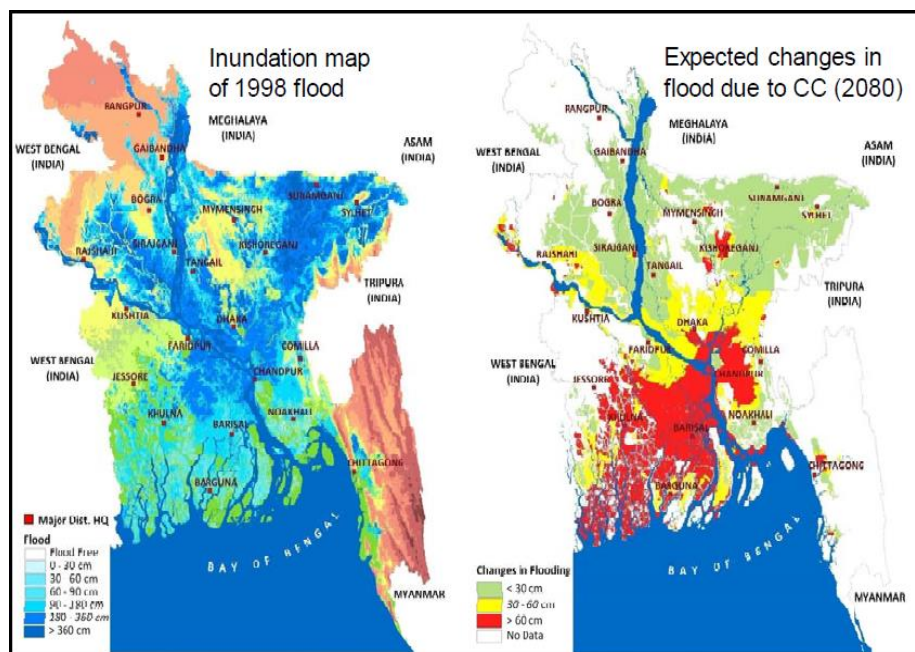 Inundation map
of 1998 flood
RANGPUR
MEGHALAYA
(INDIA)
ASAM
(INDIA)
WEST BENGAL
(INDIA)
GAIBANDHA
BOGRA
MYMENSINGH
SUNAMGANJ
SYLHET
RAJSHAHI
SIRAJGANJ
KISHOREGANJ
TANGAIL
TRIPURA
(INDIA)
KUSHTIA
DHAKA
WEST BENGAL
(INDIA)
FARIDPUR
COMILLA
CHANDPUR
JESSORE
KHULNA
NOAKHALI
BARISAL
CHITTAGONG
BARGUNA
BAY OF BENGAL
MYANMAR
Major Dist. HQ
Flood
Flood Free
0 - 30 cm
30 - 60 cm
60 - 90 cm
90 - 180 cm
180 - 360 cm
> 360 cm
Expected changes in
flood due to CC (2080)
RANGPUR
MEGHALAYA
(INDIA)
ASAM
(INDIA)
WEST BENGAL
(INDIA)
GAIBANDHA
BOGRA
MYMENSINGH
SUNAMGANJ
SYLHET
RAJSHAHI
SIRAJGANJ
KISHOREGANJ
TANGAIL
TRIPURA
(INDIA)
KUSHTIA
DHAKA
WEST BENGAL
(INDIA)
FARIDPUR
COMILLA
CHANDPUR
JESSORE
KHULNA
NOAKHALI
BARISAL
CHITTAGONG
BARGUNA
BAY OF BENGAL
MYANMAR
Changes in Flooding
< 30 cm
30 - 60 cm
> 60 cm
No Data